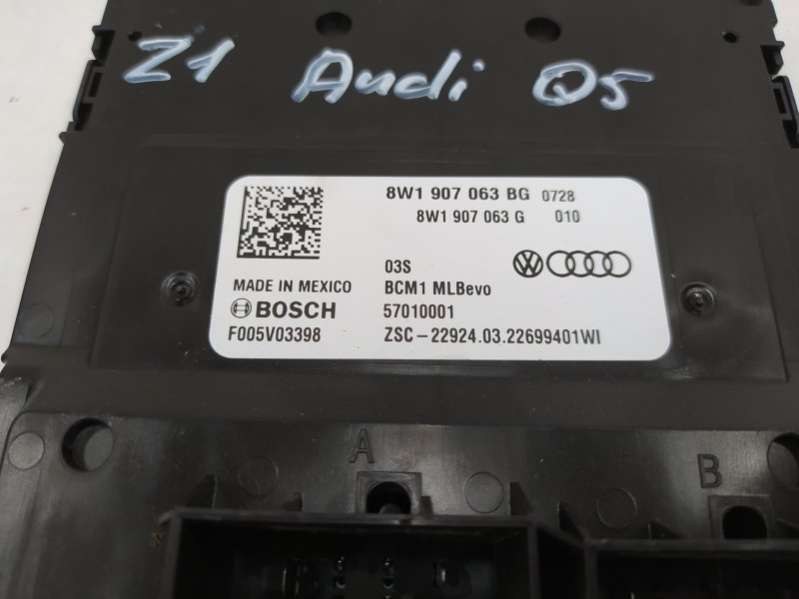 Z1 Audi Q5
8W1 907 063 BG 0728
8W1 907 063 G 010
03S
MADE IN MEXICO BCM1 MLBevo
BOSCH 57010001
F005V03398 ZSC-22924.03.22699401WI
A
B